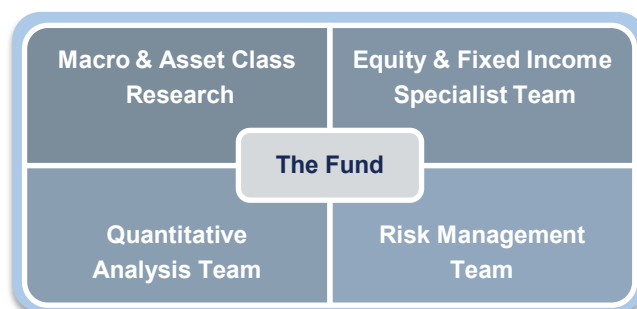 Macro & Asset Class
Research
Equity & Fixed Income
Specialist Team
The Fund
Quantitative
Analysis Team
Risk Management
Team